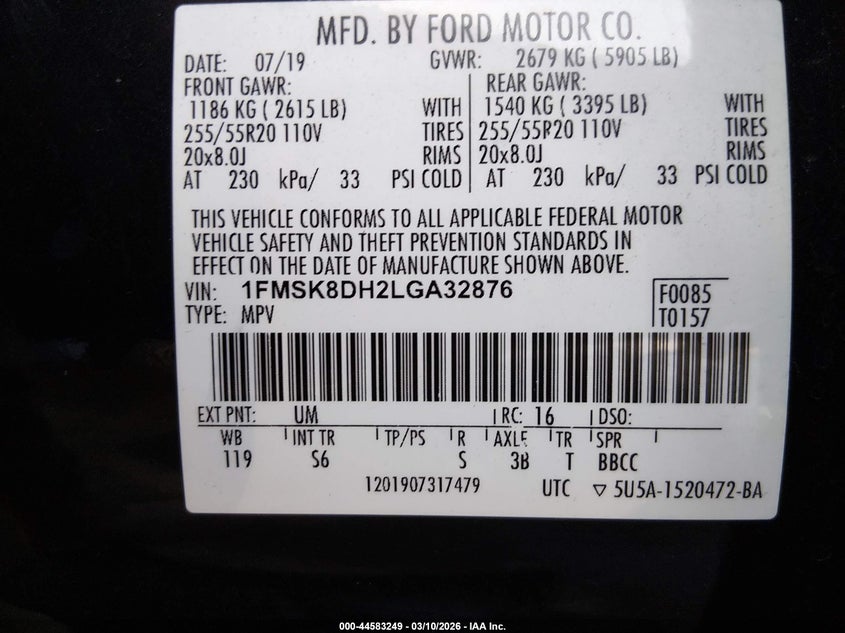 MFD. BY FORD MOTOR CO.
DATE: 07/19 GVWR: 2679 KG ( 5905 LB)
FRONT GAWR: REAR GAWR:
1186 KG ( 2615 LB) WITH 1540 KG ( 3395 LB) WITH
255/55R20 110V TIRES 255/55R20 110V TIRES
20x8.0J RIMS 20x8.0J RIMS
AT 230 kPa/ 33 PSI COLD AT 230 kPa/ 33 PSI COLD
THIS VEHICLE CONFORMS TO ALL APPLICABLE FEDERAL MOTOR
VEHICLE SAFETY AND THEFT PREVENTION STANDARDS IN
EFFECT ON THE DATE OF MANUFACTURE SHOWN ABOVE.
VIN: 1FMSK8DH2LGA32876 F0085
TYPE: MPV T0157
EXT PNT: UM RC: 16 DSO:
WB INT TR TP/PS R AXLE TR SPR
119 S6 S 3B T BBCC
1201907317479 UTC ▽ 5U5A-1520472-BA
000-44583249 - 03/10/2026 - IAA Inc.